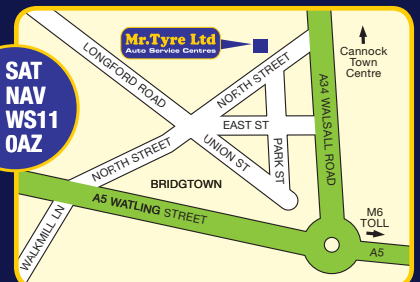 Mr.Tyre Ltd
Auto Service Centres
SAT
NAV
WS11
0AZ
LONGFORD ROAD
NORTH STREET
A34 WALSALL ROAD
Cannock
Town
Centre
EAST ST
UNION ST
PARK ST
NORTH STREET
BRIDGTOWN
A5 WATLING STREET
WALKMILL LN
M6
TOLL
A5